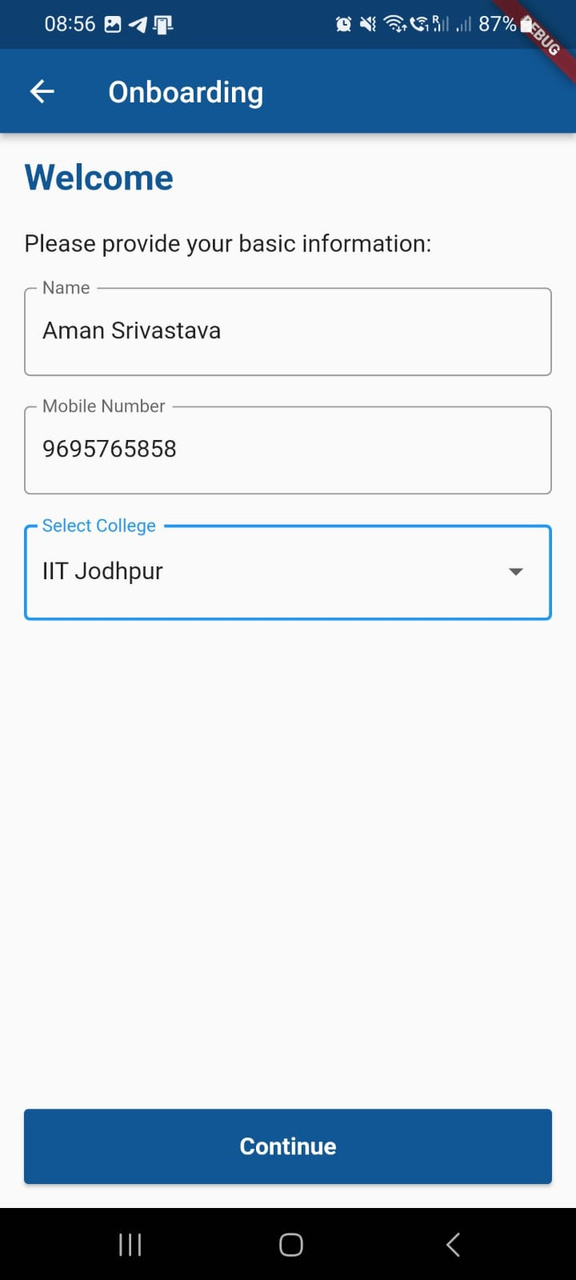 08:56
87%
DEBUG
Onboarding
Welcome
Please provide your basic information:
Name
Aman Srivastava
Mobile Number
9695765858
Select College
IIT Jodhpur
Continue